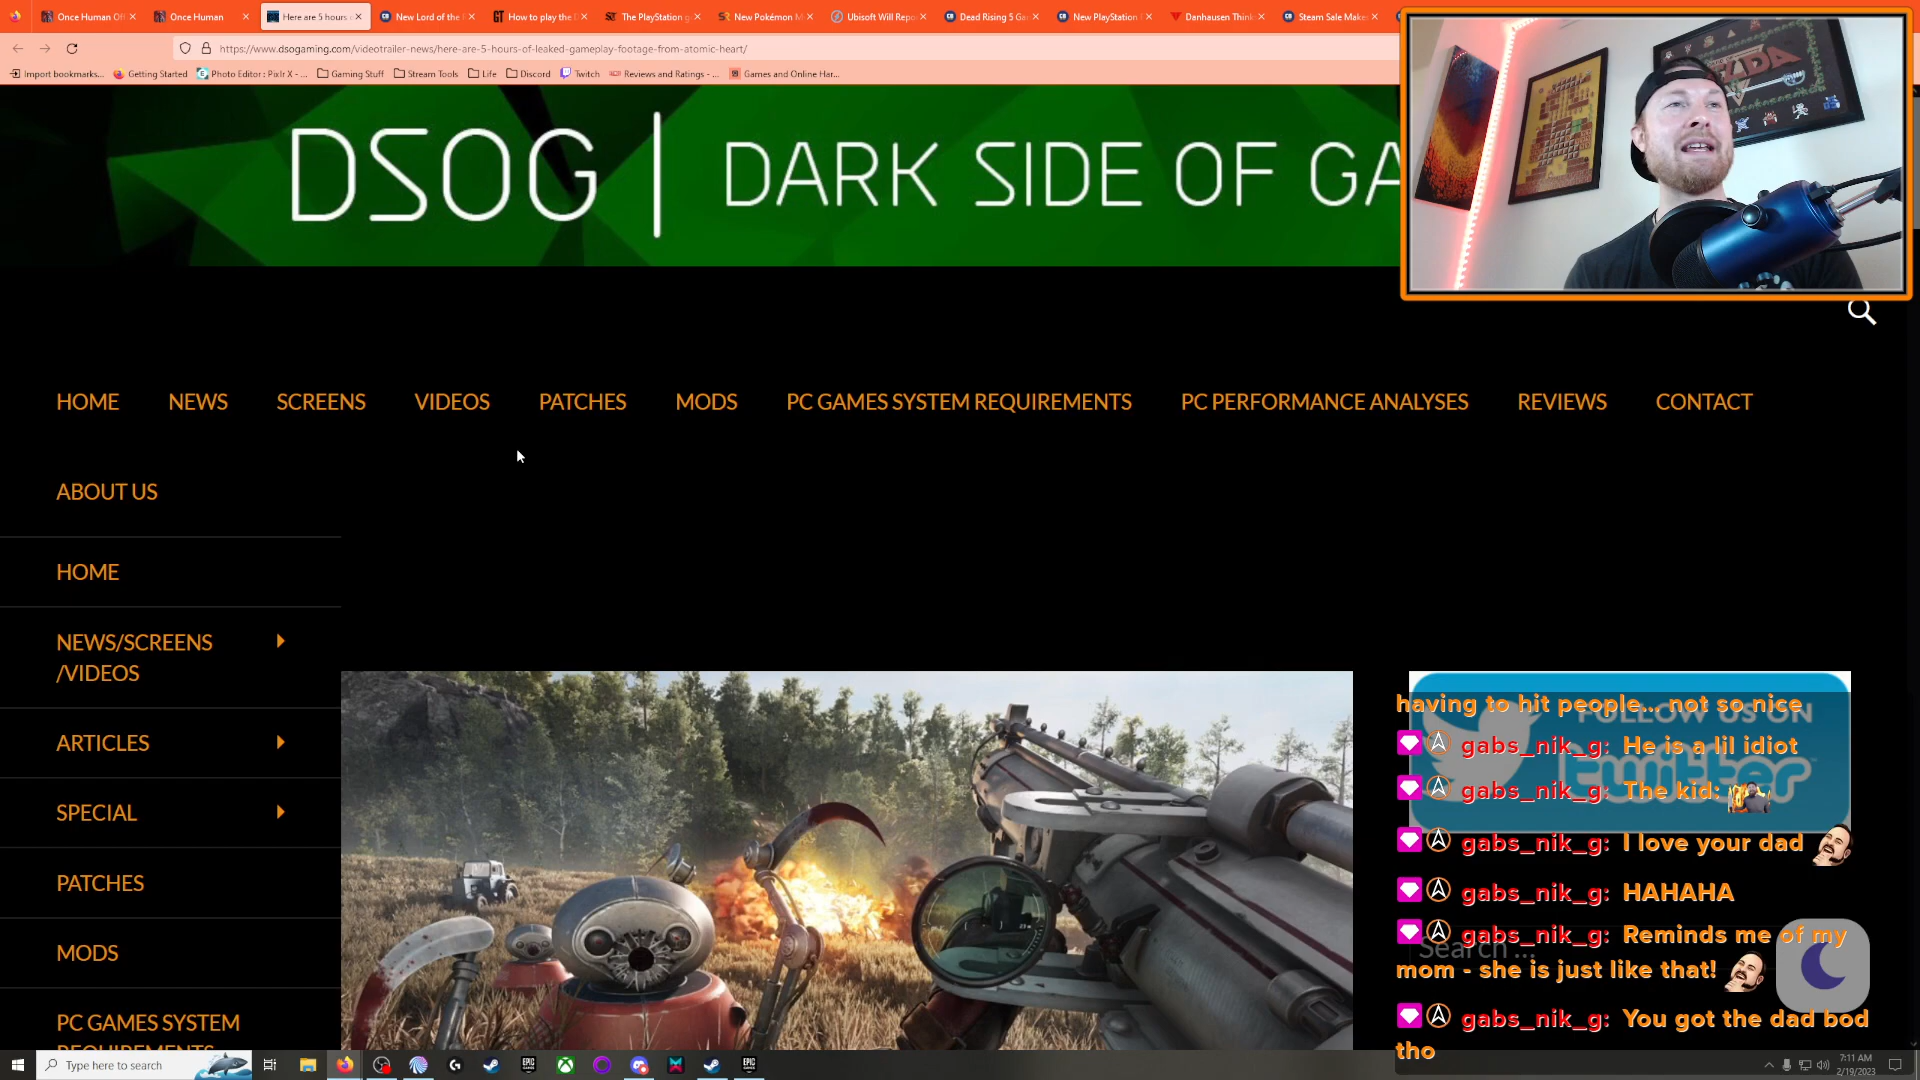 Once Human Off
Once Human
Here are 5 hours o
New Lord of the R
How to play the D
The PlayStation g
New Pokémon M
Ubisoft Will Repo
Dead Rising 5 Ga
New PlayStation
Danhausen Think
Steam Sale Make
https://www.dsogaming.com/videotrailer-news/here-are-5-hours-of-leaked-gameplay-footage-from-atomic-heart/
Import bookmarks...
Getting Started
Photo Editor : Pixlr X - ...
Gaming Stuff
Stream Tools
Life
Discord
Twitch
Reviews and Ratings - ...
Games and Online Har...
DSOG | DARK SIDE OF GA
HOME
NEWS
SCREENS
VIDEOS
PATCHES
MODS
PC GAMES SYSTEM REQUIREMENTS
PC PERFORMANCE ANALYSES
REVIEWS
CONTACT
ABOUT US
HOME
NEWS/SCREENS
/VIDEOS
ARTICLES
SPECIAL
PATCHES
MODS
PC GAMES SYSTEM
REQUIREMENTS
FOLLOW US ON
twitter
Search ...
having to hit people... not so nice
gabs_nik_g: He is a lil idiot
gabs_nik_g: The kid:
gabs_nik_g: I love your dad
gabs_nik_g: HAHAHA
gabs_nik_g: Reminds me of my
mom - she is just like that!
gabs_nik_g: You got the dad bod
tho
Type here to search
7:11 AM
2/19/2023